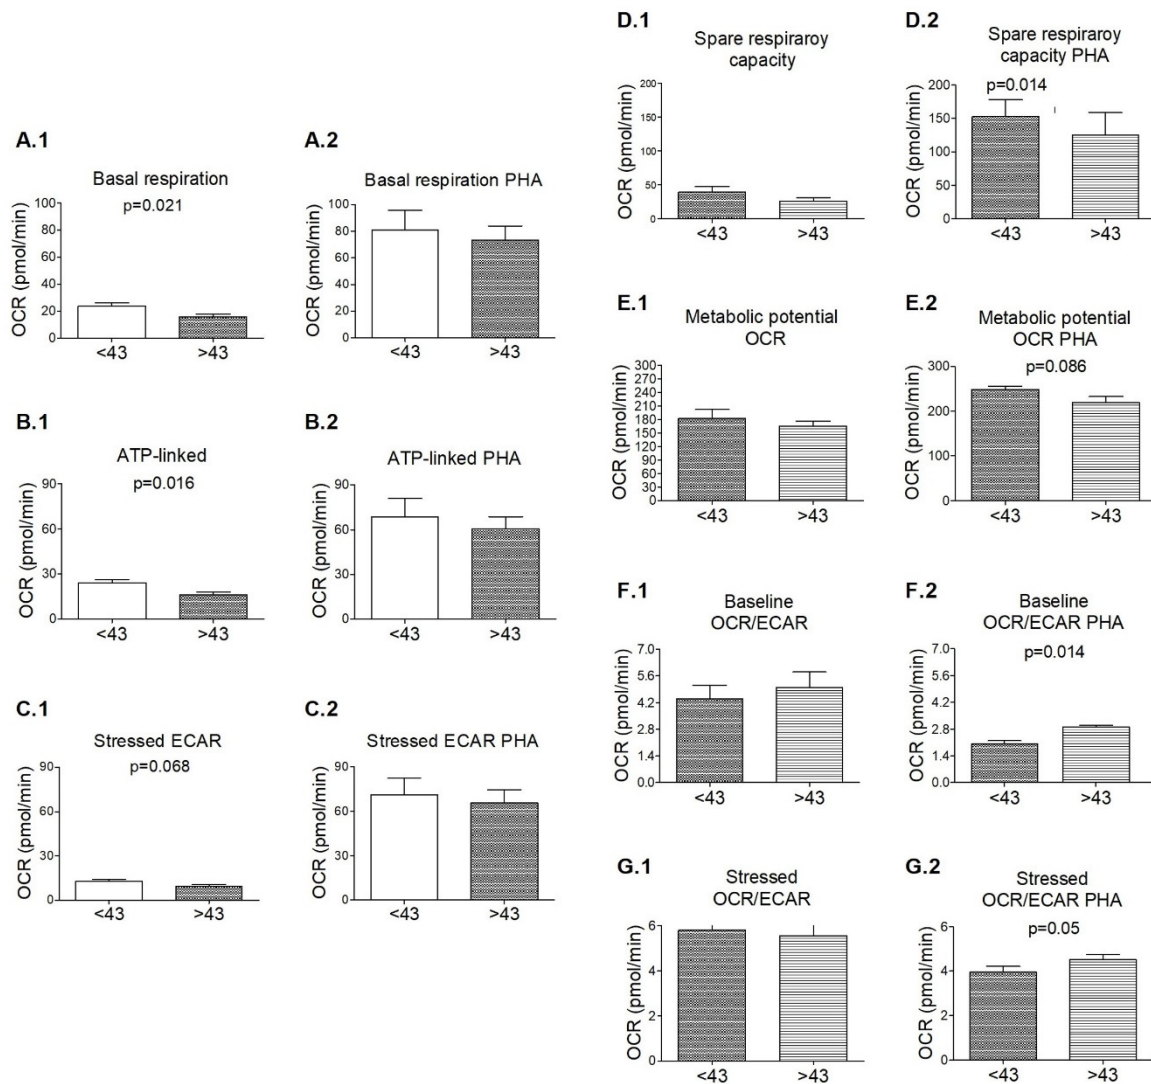 A.1
Basal respiration
p=0.021
OCR (pmol/min)
100
80
60
40
20
0
<43
>43
A.2
Basal respiration PHA
OCR (pmol/min)
100
80
60
40
20
0
<43
>43
B.1
ATP-linked
p=0.016
OCR (pmol/min)
90
60
30
0
<43
>43
B.2
ATP-linked PHA
OCR (pmol/min)
90
60
30
0
<43
>43
C.1
Stressed ECAR
p=0.068
OCR (pmol/min)
90
60
30
0
<43
>43
C.2
Stressed ECAR PHA
OCR (pmol/min)
90
60
30
0
<43
>43
D.1
Spare respiraroy
capacity
OCR (pmol/min)
200
150
100
50
0
<43
>43
D.2
Spare respiraroy
capacity PHA
p=0.014
OCR (pmol/min)
200
150
100
50
0
<43
>43
E.1
Metabolic potential
OCR
OCR (pmol/min)
300
270
240
210
180
150
120
90
60
30
0
<43
>43
E.2
Metabolic potential
OCR PHA
p=0.086
OCR (pmol/min)
300
200
100
0
<43
>43
F.1
Baseline
OCR/ECAR
OCR (pmol/min)
7.0
5.6
4.2
2.8
1.4
0.0
<43
>43
F.2
Baseline
OCR/ECAR PHA
p=0.014
OCR (pmol/min)
7.0
5.6
4.2
2.8
1.4
0.0
<43
>43
G.1
Stressed
OCR/ECAR
OCR (pmol/min)
6
4
2
0
<43
>43
G.2
Stressed
OCR/ECAR PHA
p=0.05
OCR (pmol/min)
6
4
2
0
<43
>43